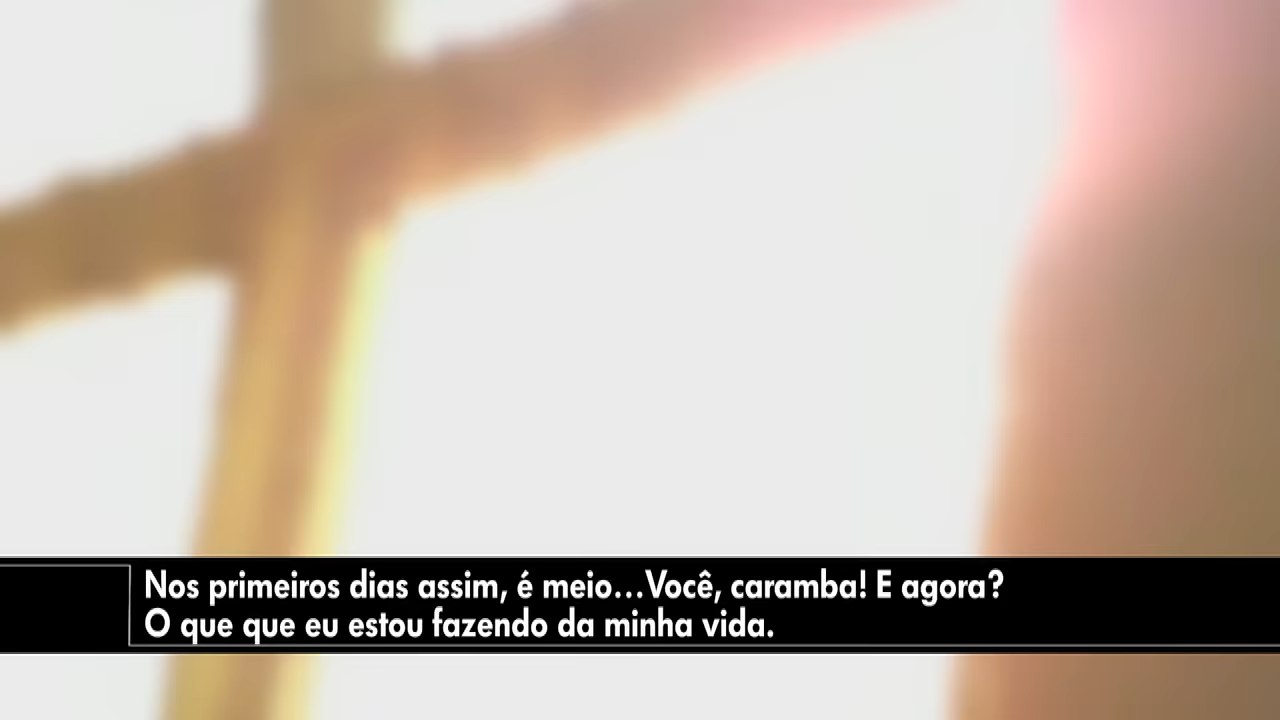 Nos primeiros dias assim, é meio...Você, caramba! E agora?
O que que eu estou fazendo da minha vida.